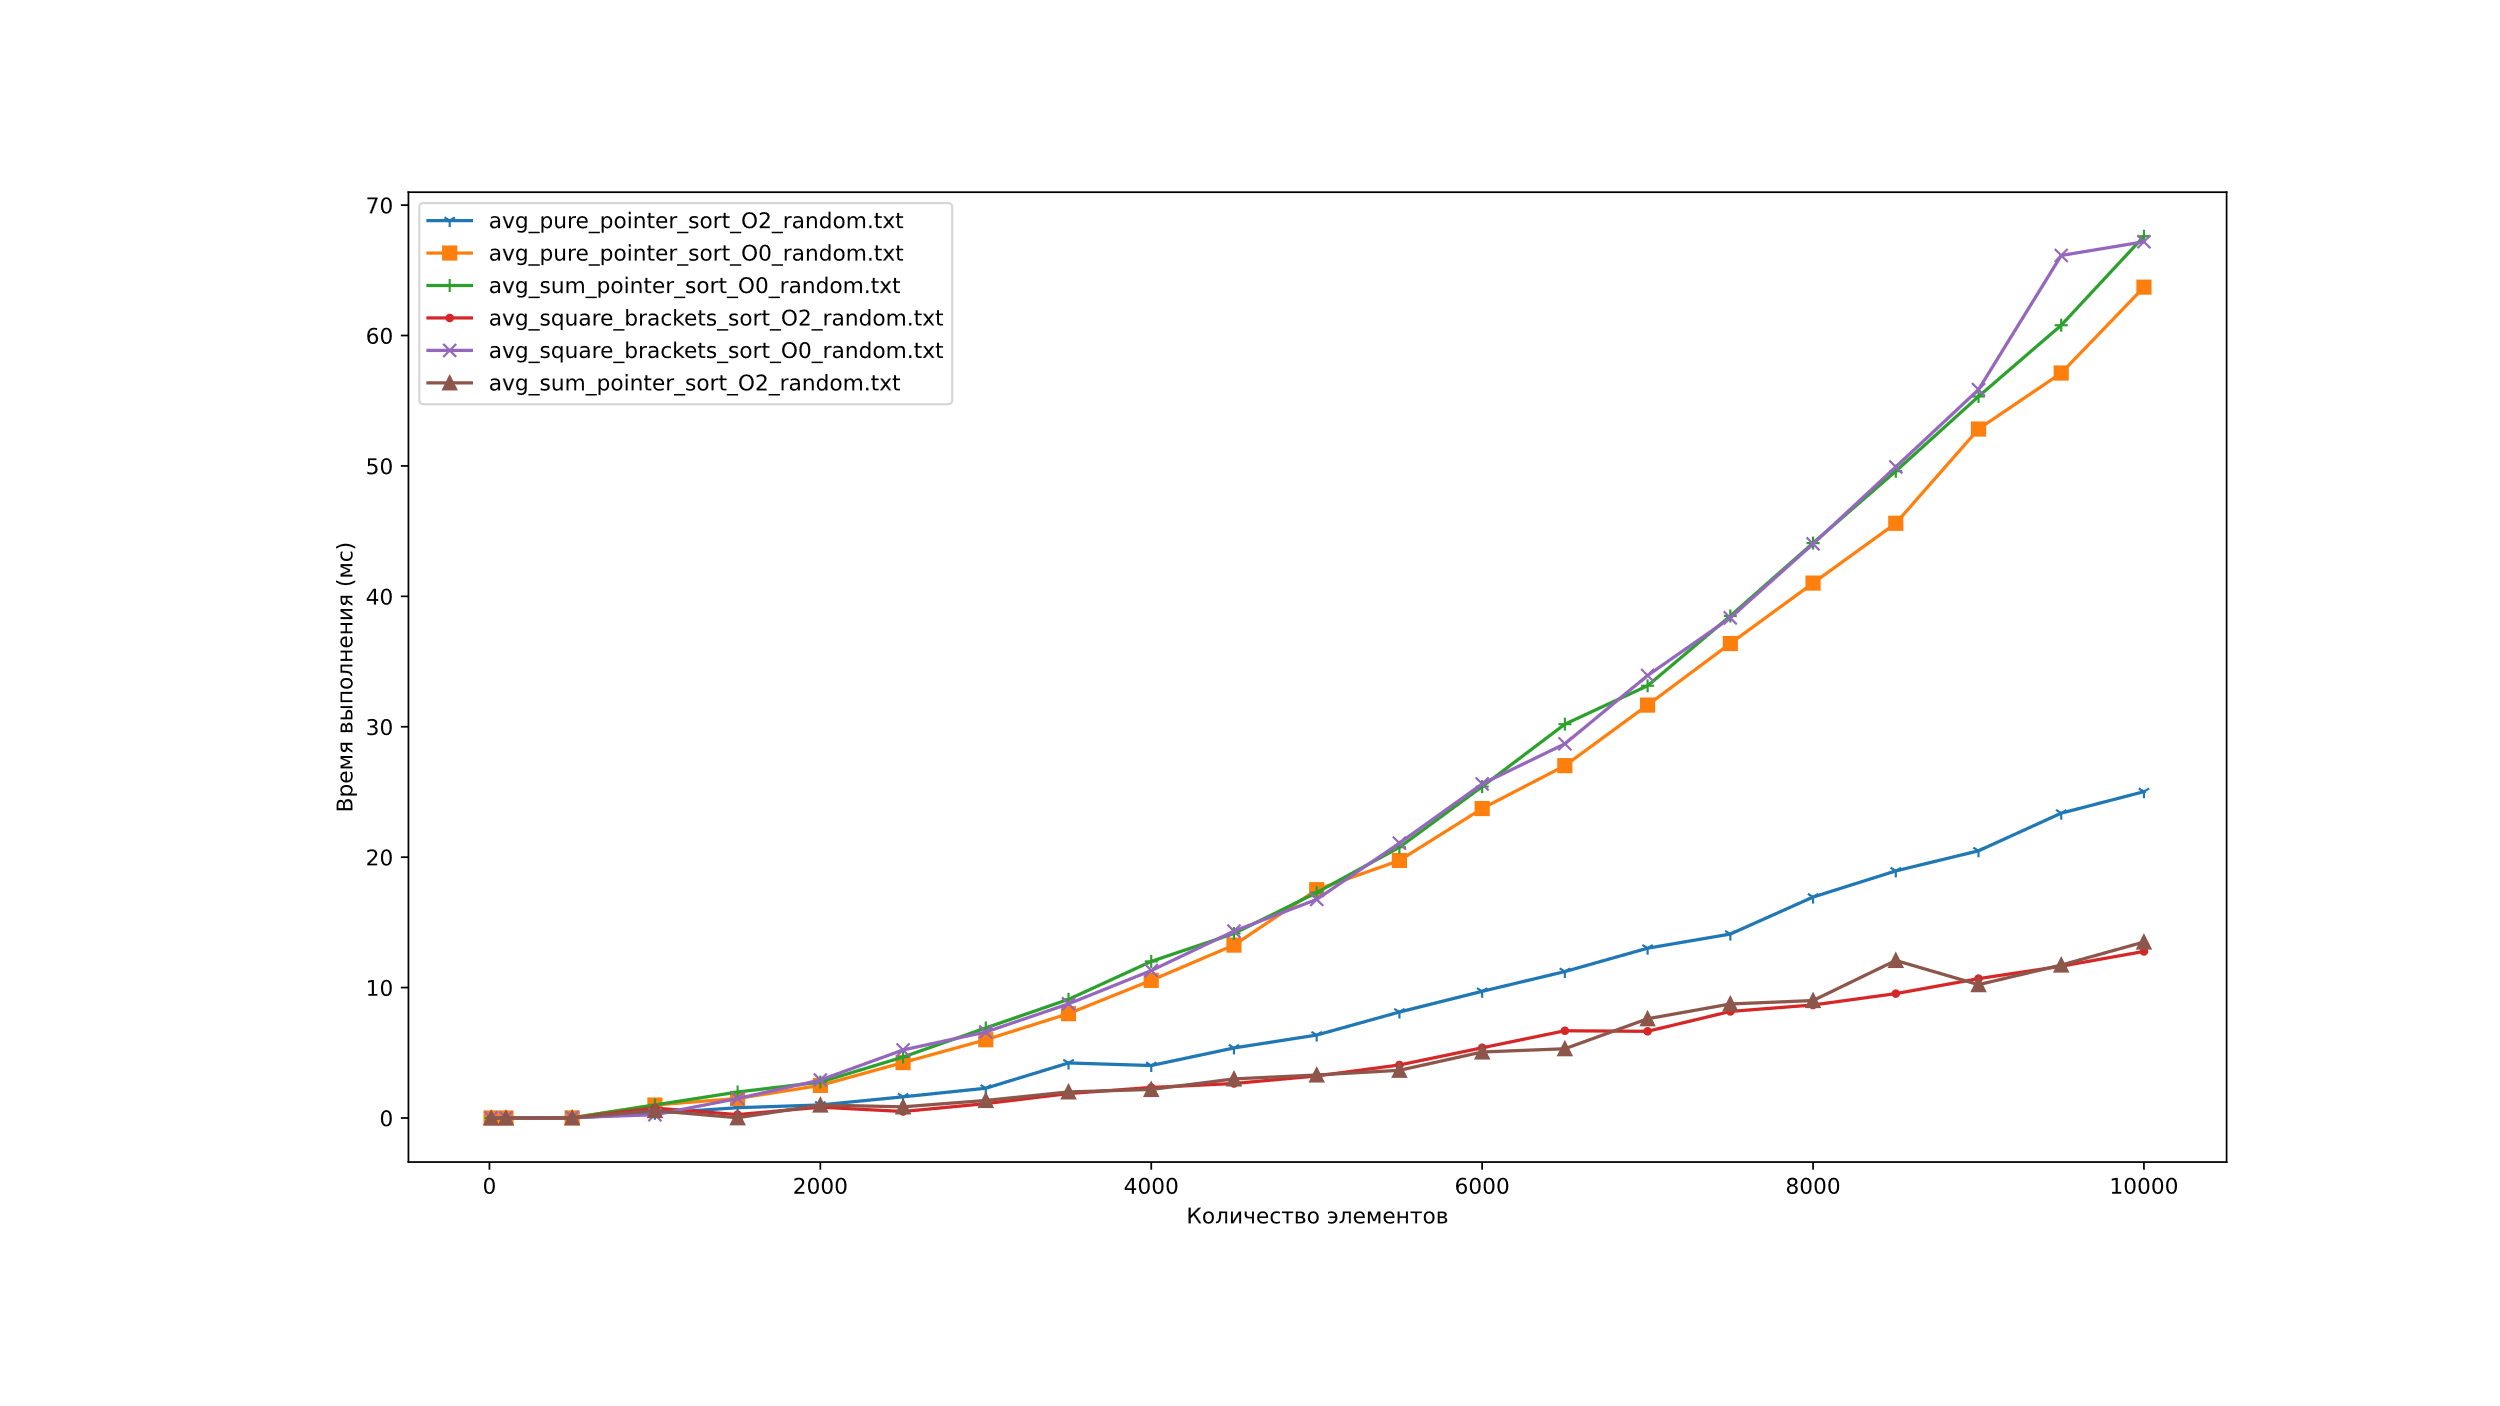 avg_pure_pointer_sort_O2_random.txt
avg_pure_pointer_sort_O0_random.txt
avg_sum_pointer_sort_O0_random.txt
avg_square_brackets_sort_O2_random.txt
avg_square_brackets_sort_O0_random.txt
avg_sum_pointer_sort_O2_random.txt
70
60
50
40
30
20
10
0
Время выполнения (мс)
0 2000 4000 6000 8000 10000
Количество элементов